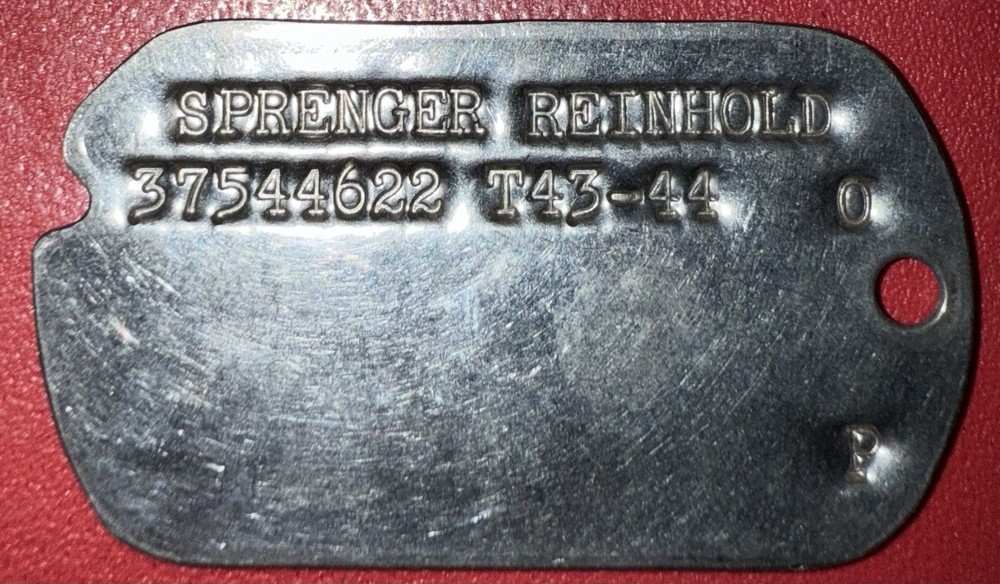 SPRENGER REINHOLD
37544622 T43-44 O
P